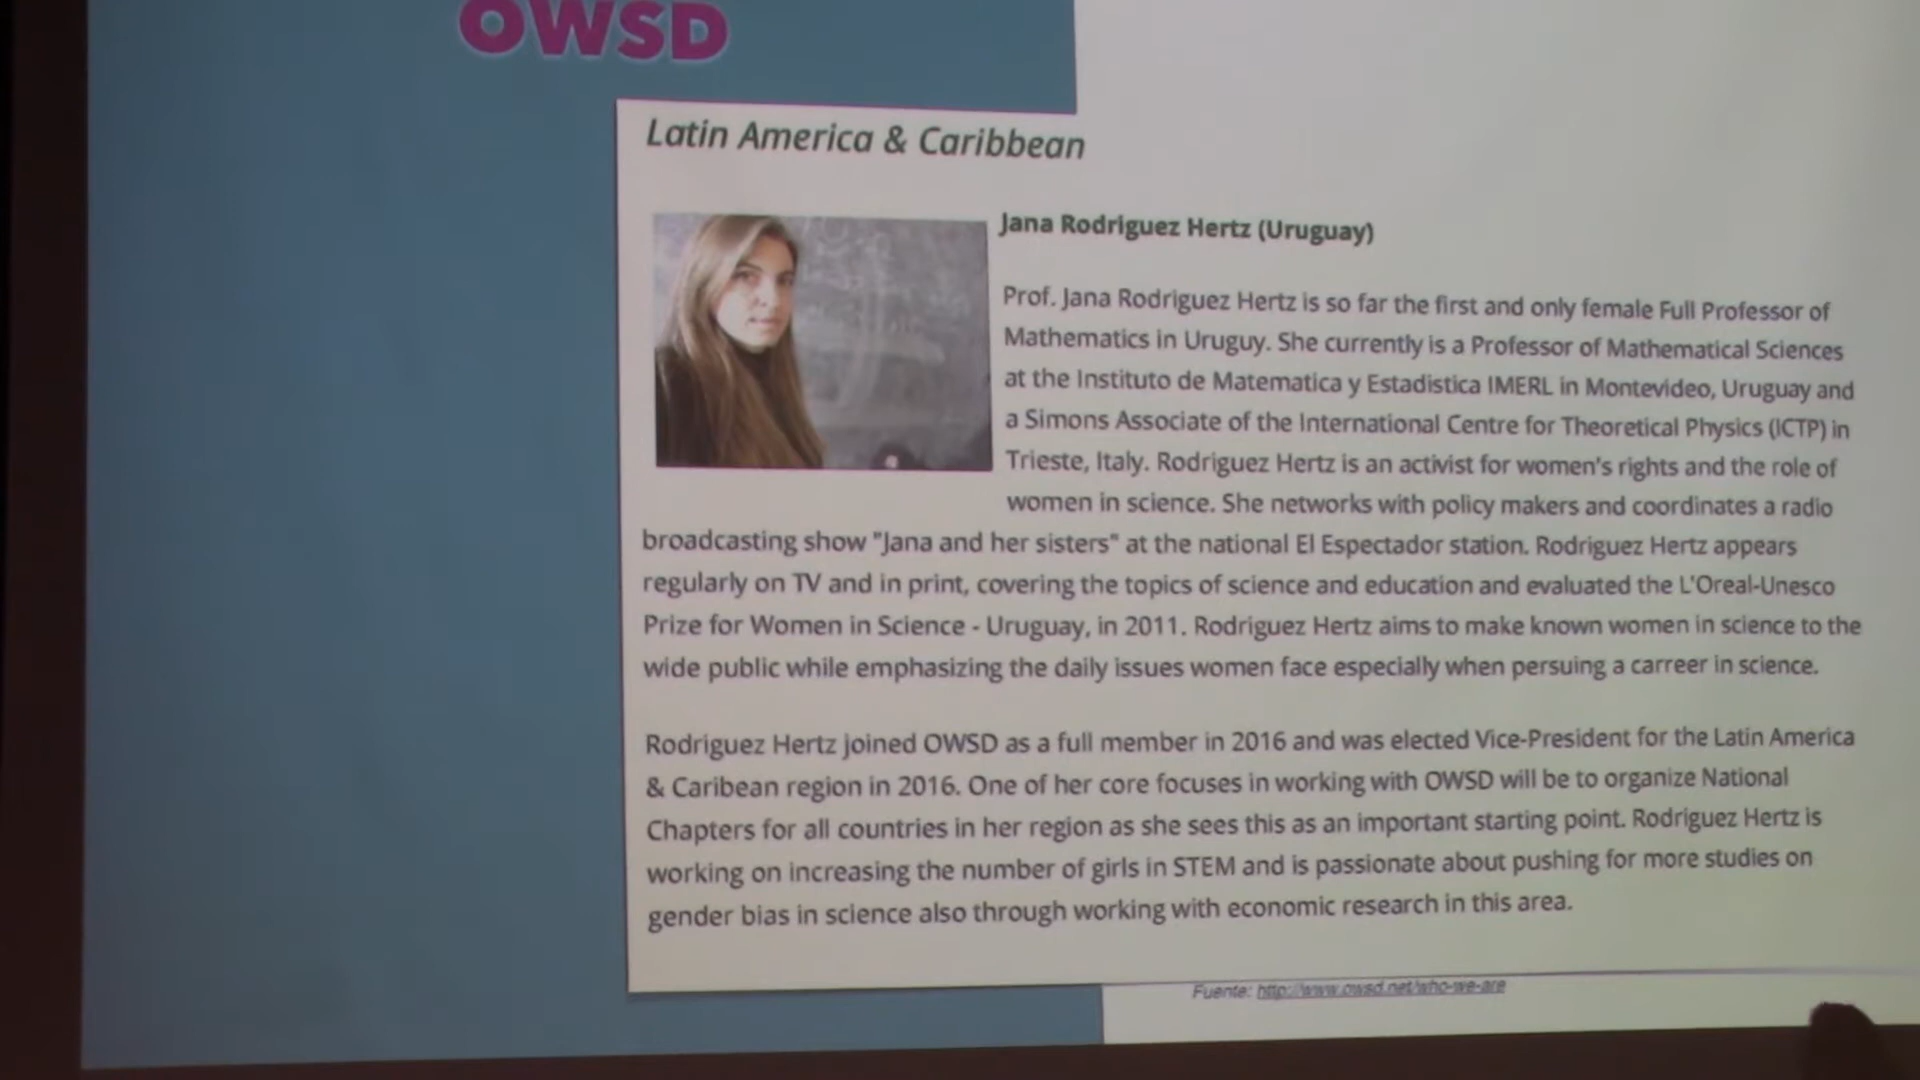 OWSD
Latin America & Caribbean
Jana Rodriguez Hertz (Uruguay)
Prof. Jana Rodriguez Hertz is so far the first and only female Full Professor of
Mathematics in Uruguy. She currently is a Professor of Mathematical Sciences
at the Instituto de Matematica y Estadistica IMERL in Montevideo, Uruguay and
a Simons Associate of the International Centre for Theoretical Physics (ICTP) in
Trieste, Italy. Rodriguez Hertz is an activist for women's rights and the role of
women in science. She networks with policy makers and coordinates a radio
broadcasting show "Jana and her sisters" at the national El Espectador station. Rodriguez Hertz appears
regularly on TV and in print, covering the topics of science and education and evaluated the L'Oreal-Unesco
Prize for Women in Science - Uruguay, in 2011. Rodriguez Hertz aims to make known women in science to the
wide public while emphasizing the daily issues women face especially when persuing a carreer in science.
Rodriguez Hertz joined OWSD as a full member in 2016 and was elected Vice-President for the Latin America
& Caribean region in 2016. One of her core focuses in working with OWSD will be to organize National
Chapters for all countries in her region as she sees this as an important starting point. Rodriguez Hertz is
working on increasing the number of girls in STEM and is passionate about pushing for more studies on
gender bias in science also through working with economic research in this area.
Fuente: http://www.owsd.net/who-we-are